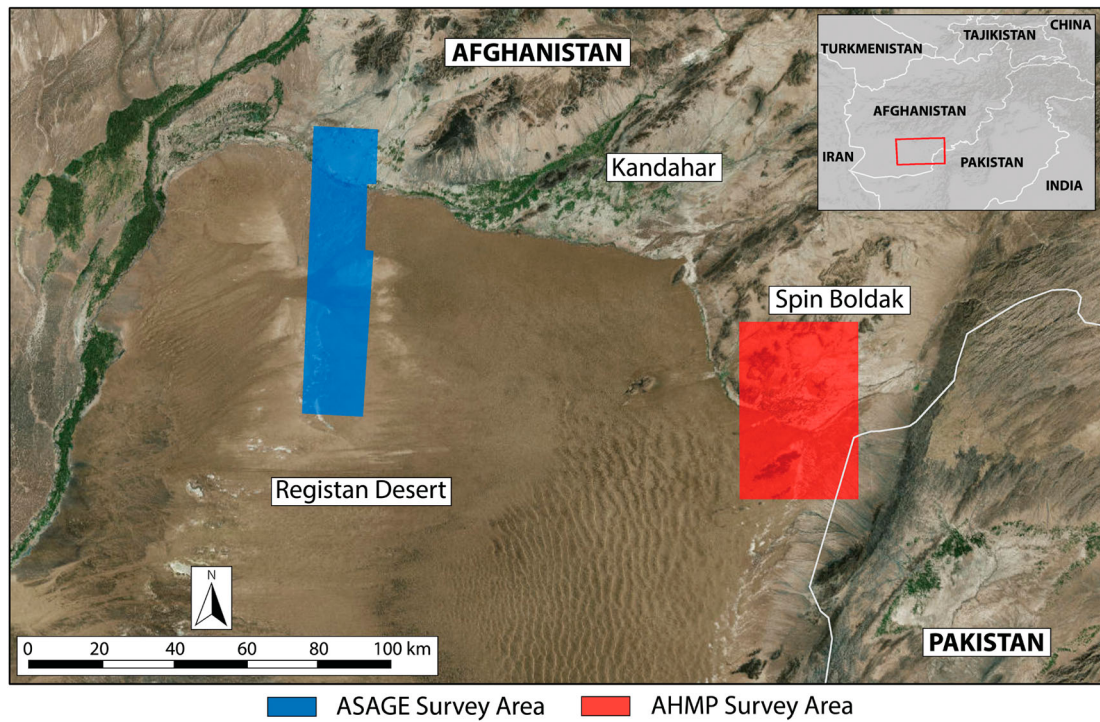 AFGHANISTAN
CHINA
TAJIKISTAN
TURKMENISTAN
AFGHANISTAN
IRAN
PAKISTAN
INDIA
Kandahar
Spin Boldak
Registan Desert
N
0 20 40 60 80 100 km
PAKISTAN
ASAGE Survey Area
AHMP Survey Area